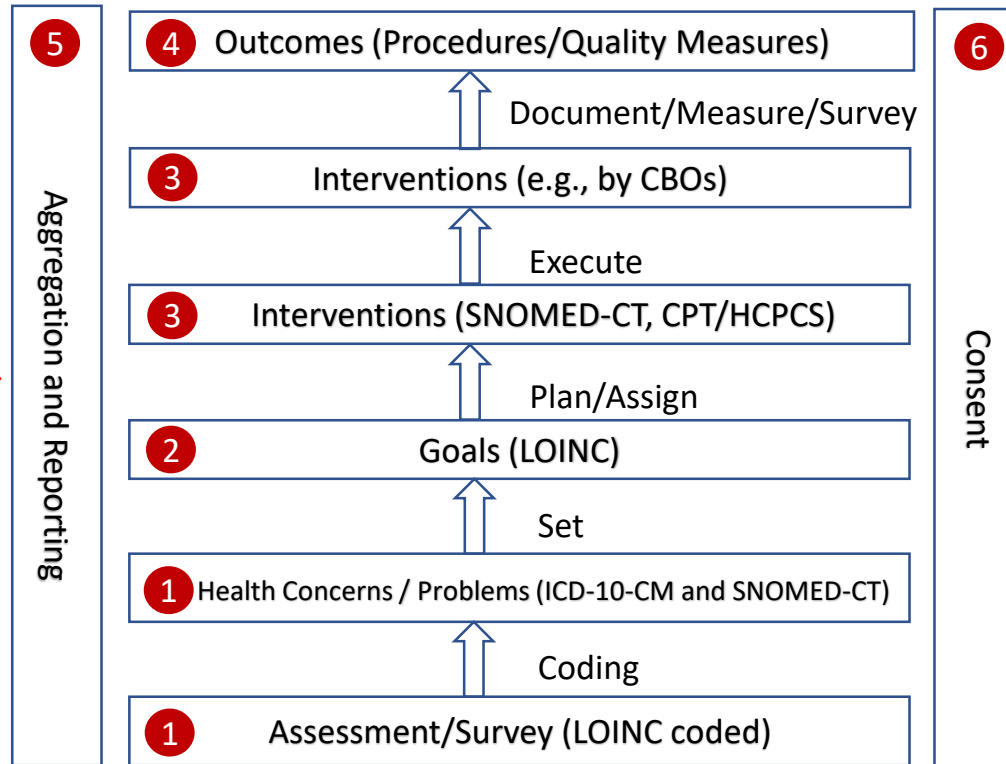 5
Aggregation and Reporting
4 Outcomes (Procedures/Quality Measures)
Document/Measure/Survey
3 Interventions (e.g., by CBOs)
Execute
3 Interventions (SNOMED-CT, CPT/HCPCS)
Plan/Assign
2 Goals (LOINC)
Set
1 Health Concerns / Problems (ICD-10-CM and SNOMED-CT)
Coding
1 Assessment/Survey (LOINC coded)
6
Consent